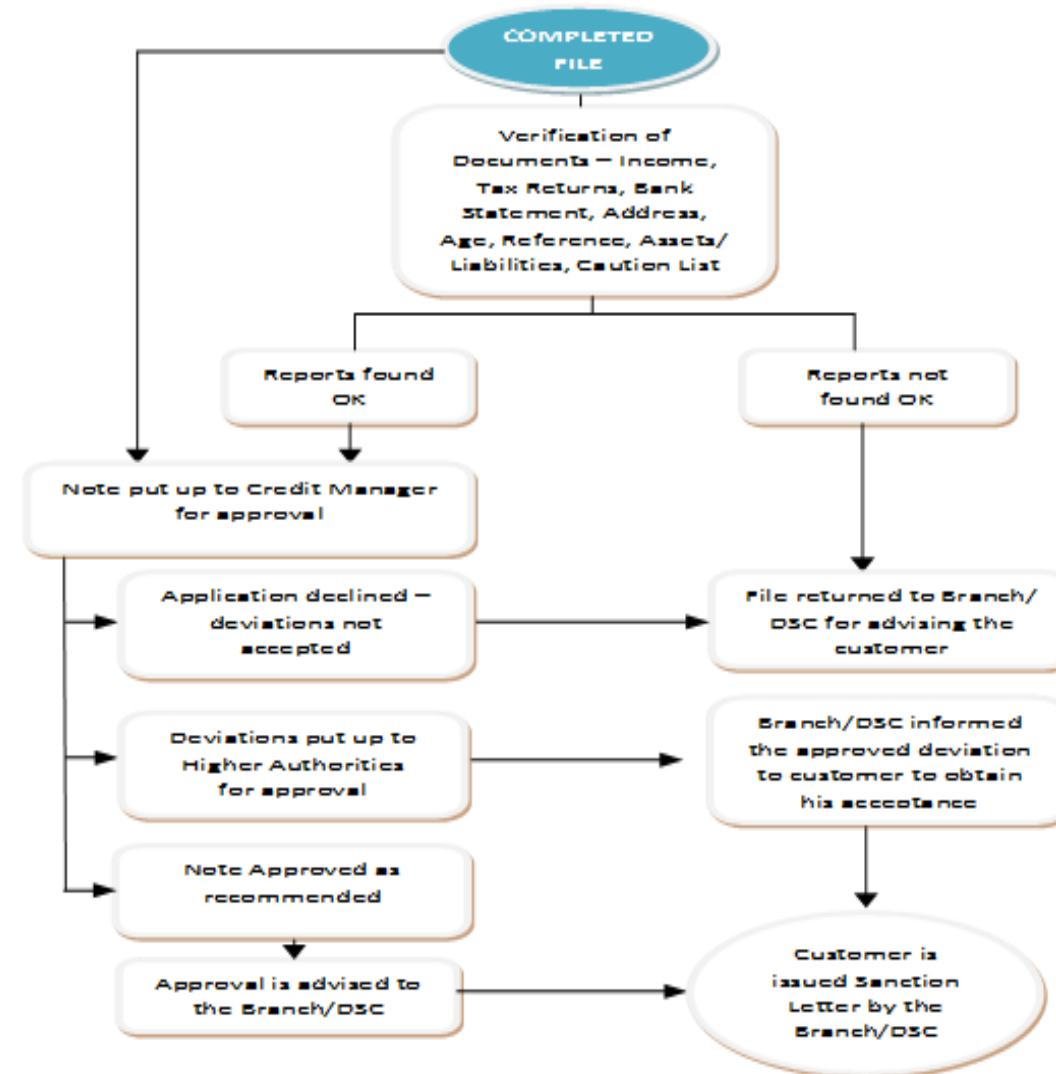 COMPLETED
FILE
Verification of
Documents – Income,
Tax Returns, Bank
Statement, Address,
Age, Reference, Assets/
Liabilities, Caution List
Reports found
OK
Reports not
found OK
Note put up to Credit Manager
for approval
Application declined –
deviations not
accepted
File returned to Branch/
DSC for advising the
customer
Deviations put up to
Higher Authorities
for approval
Branch/DSC informed
the approved deviation
to customer to obtain
his acceptance
Note Approved as
recommended
Approval is advised to
the Branch/DSC
Customer is
issued Sanction
Letter by the
Branch/DSC